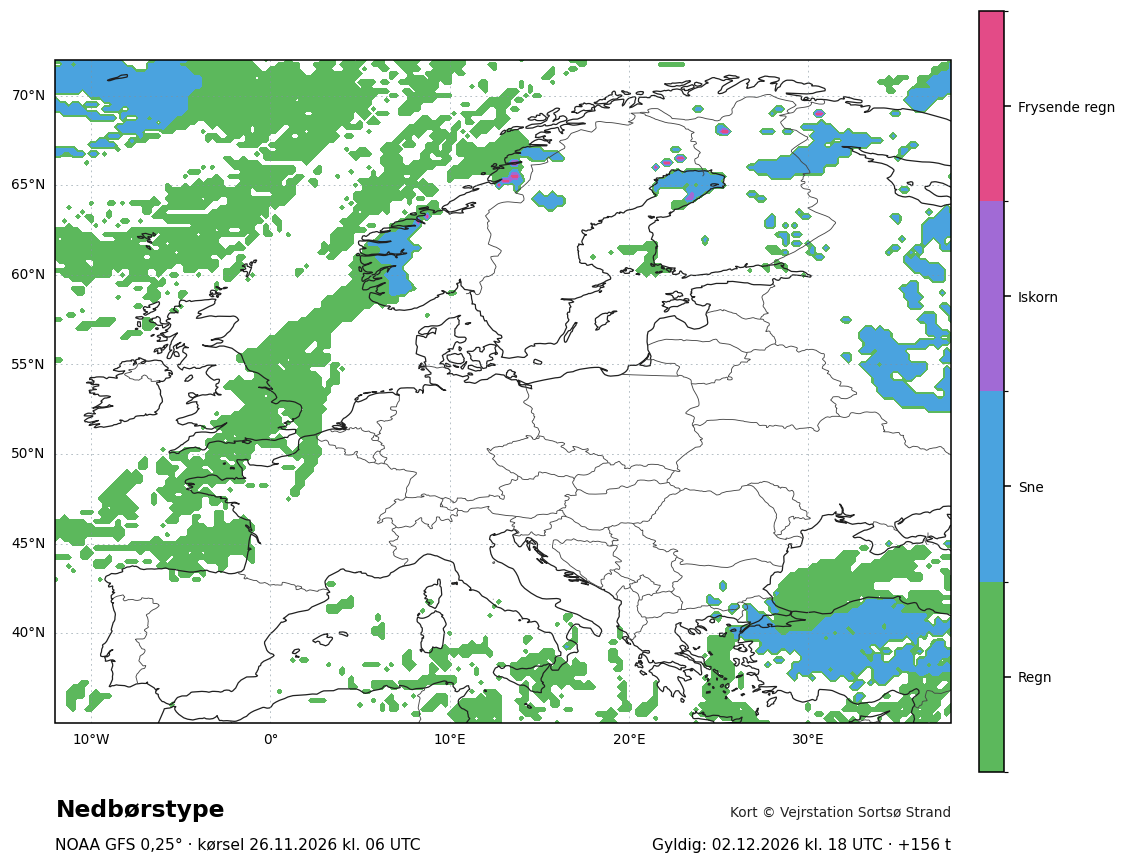 70°N
65°N
60°N
55°N
50°N
45°N
40°N
10°W
0°
10°E
20°E
30°E
Frysende regn
Iskorn
Sne
Regn
Nedbørstype
Kort © Vejrstation Sortsø Strand
NOAA GFS 0,25° · kørsel 26.11.2026 kl. 06 UTC
Gyldig: 02.12.2026 kl. 18 UTC · +156 t